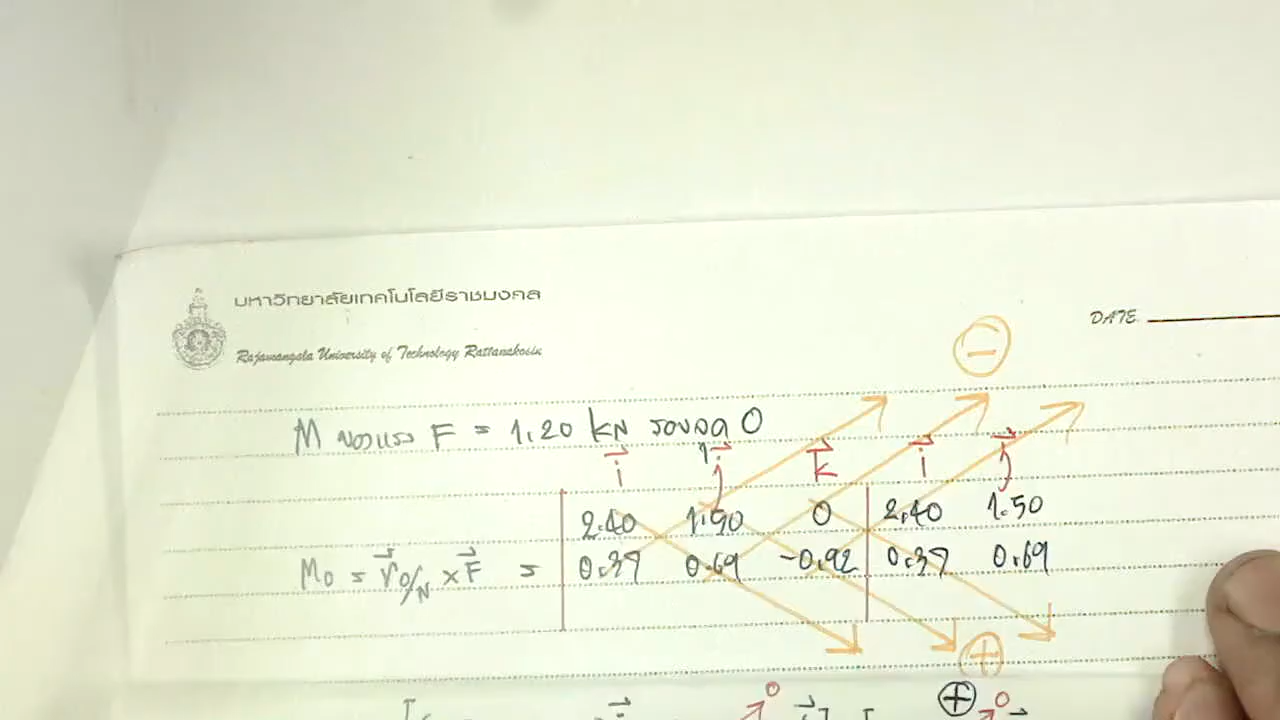 มหาวิทยาลัยเทคโนโลยีราชมงคล
Rajamangala University of Technology Rattanakosin
DATE
−
M ของแรง F = 1.20 kN รอบจุด O
i j k i j
2.40 1.50 0 2.40 1.50
Mo = r O/N × F = 0.37 0.69 -0.92 0.37 0.69
+
0 + 0